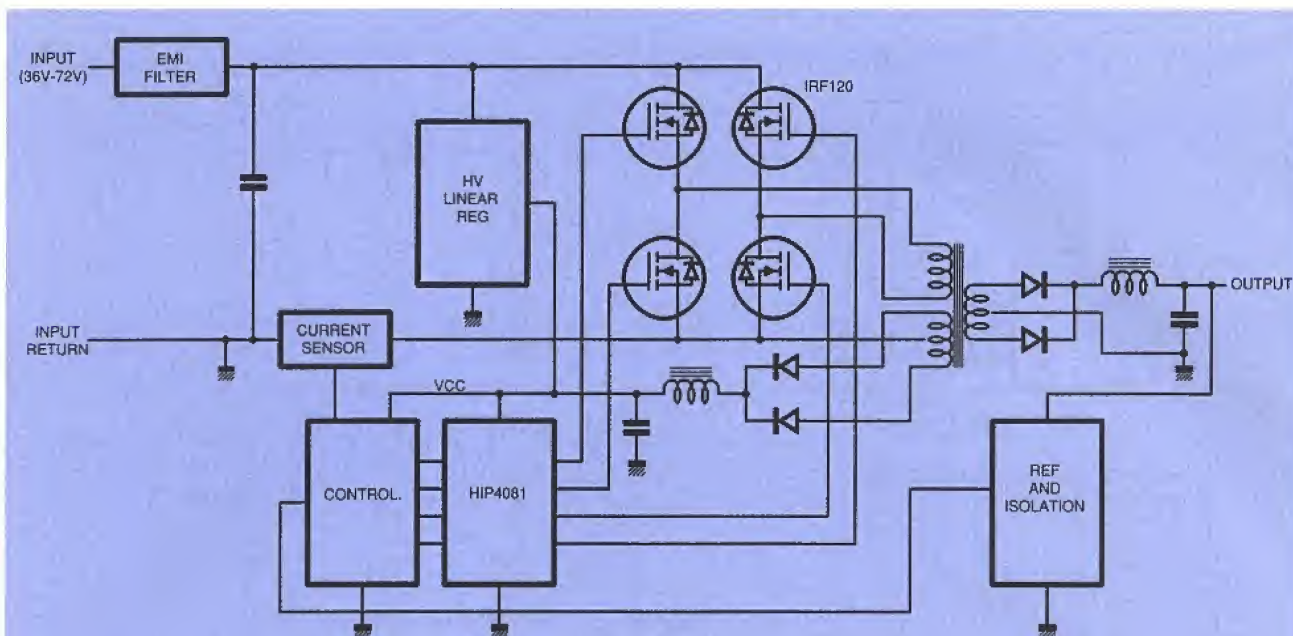 INPUT
(36V-72V)
EMI
FILTER
IRF120
HV
LINEAR
REG
INPUT
RETURN
CURRENT
SENSOR
OUTPUT
VCC
CONTROL.
HIP4081
REF
AND
ISOLATION